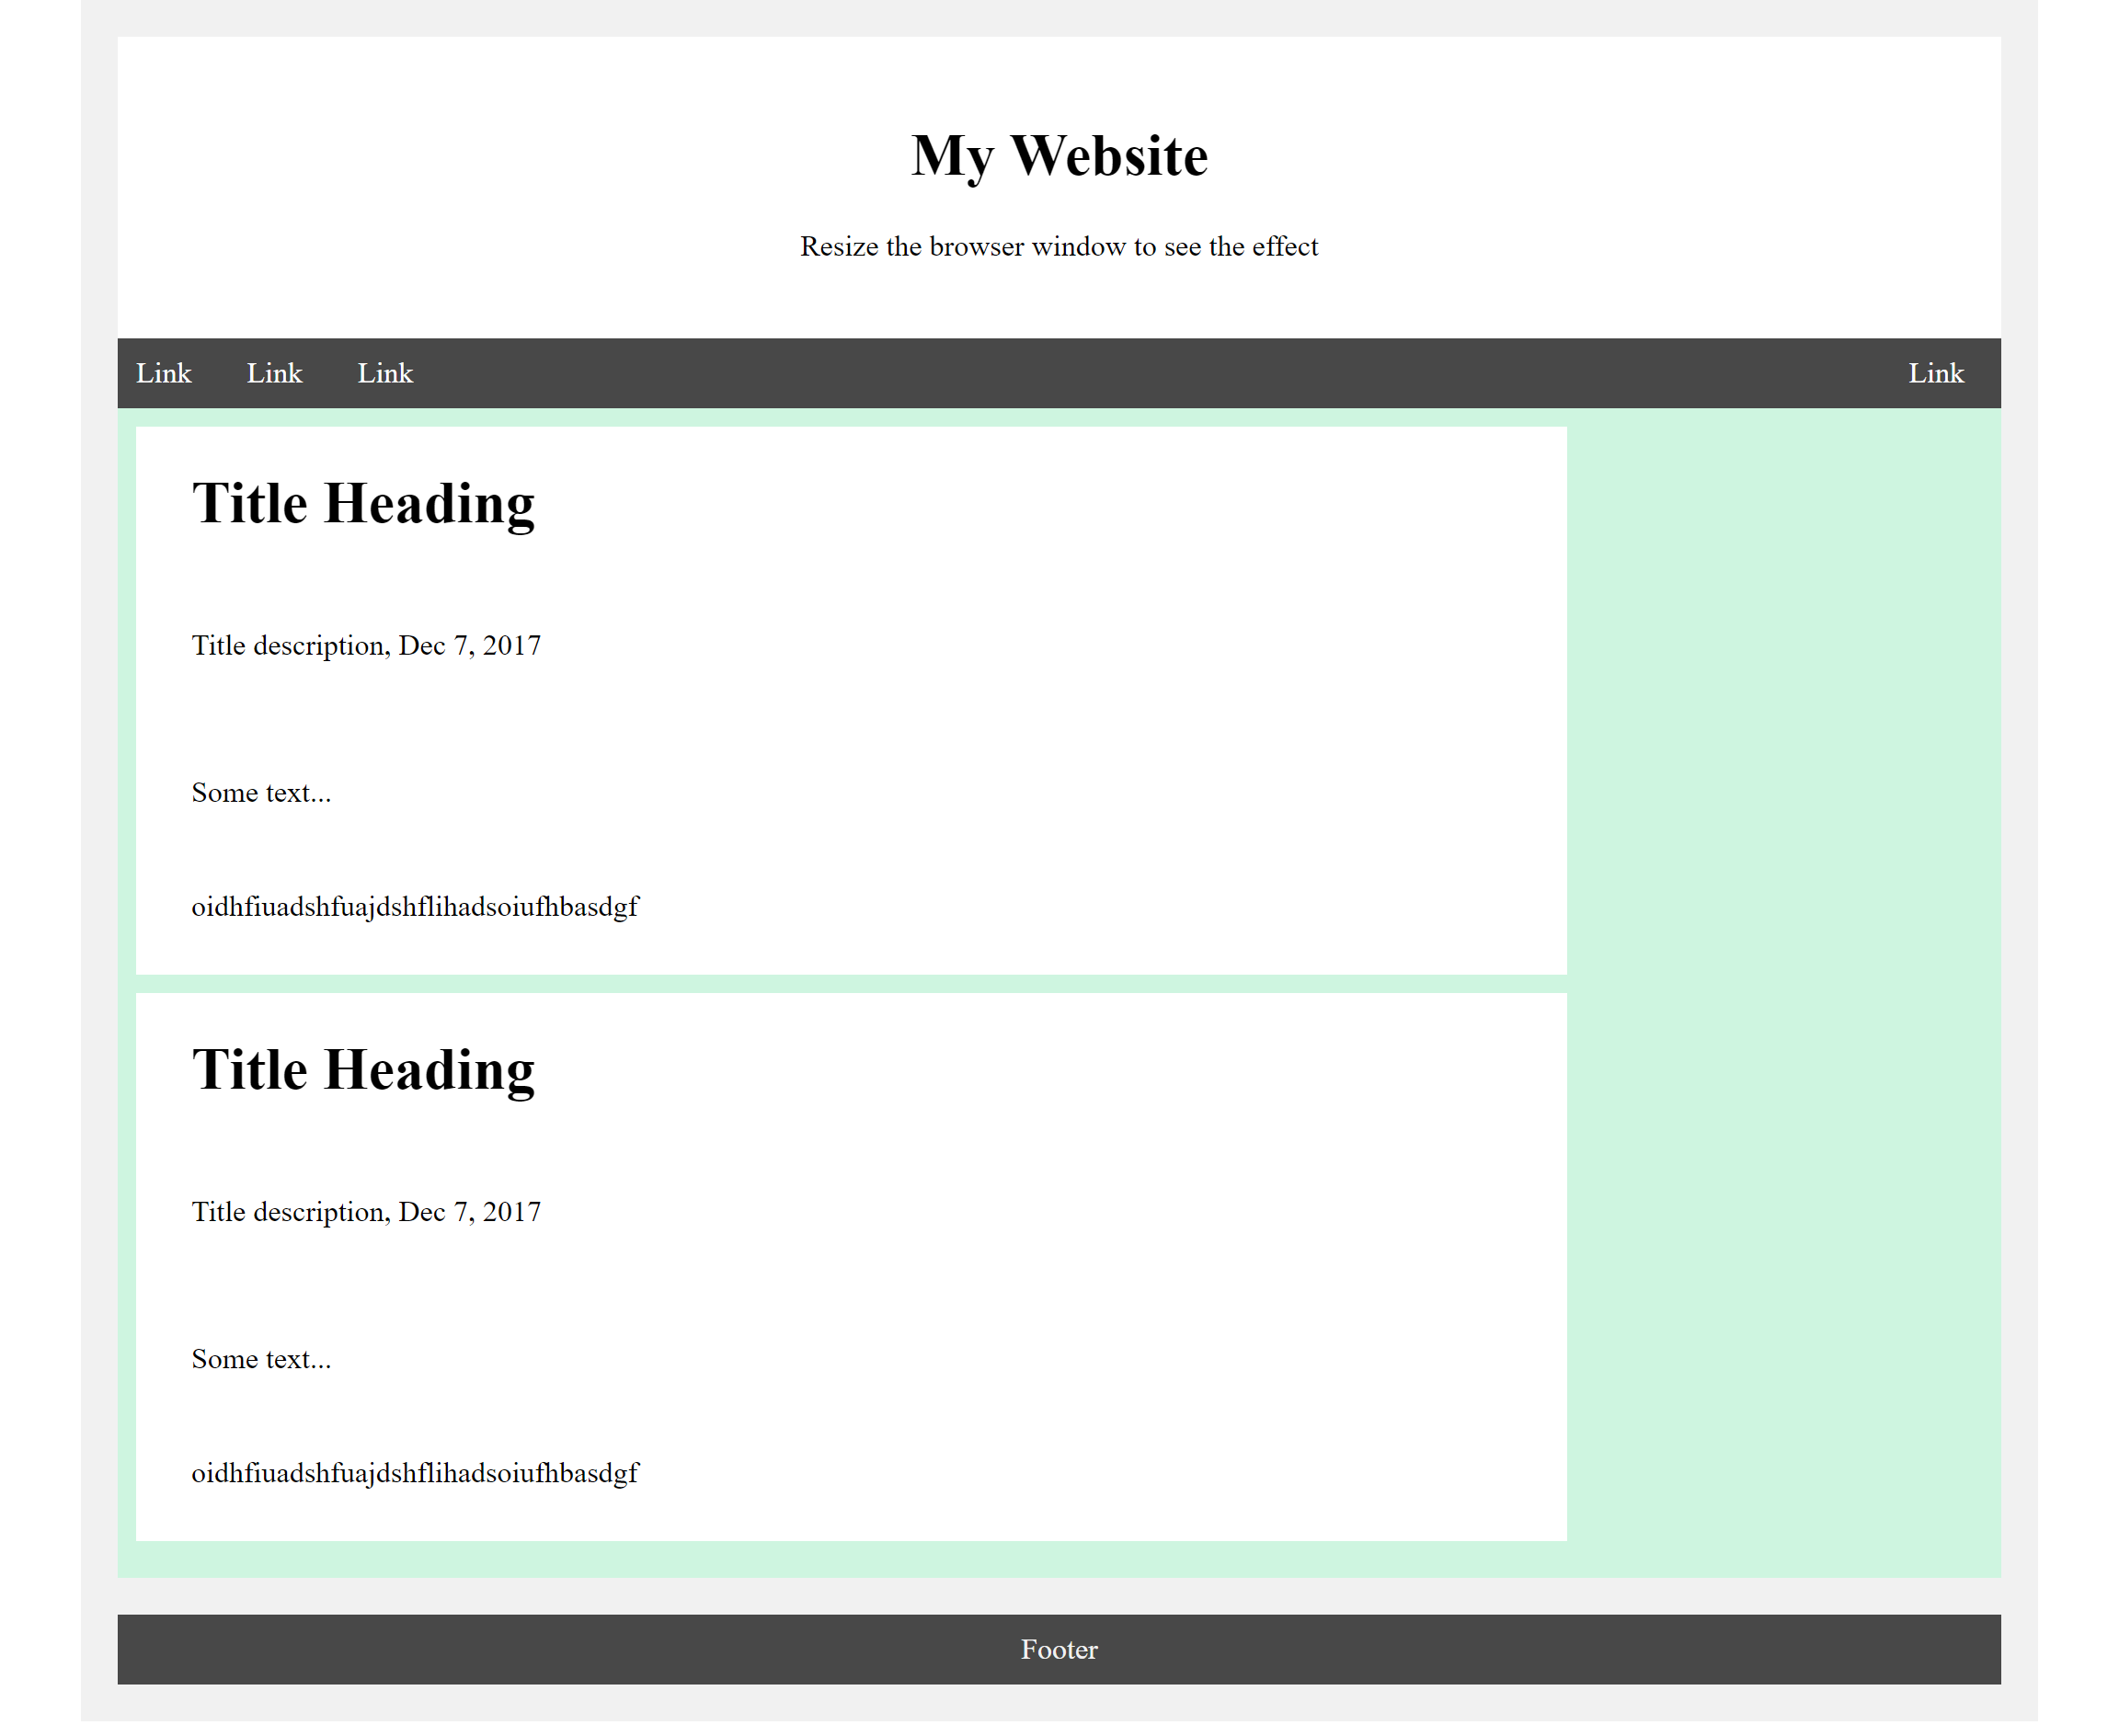 My Website
Resize the browser window to see the effect
Link Link Link Link
Title Heading
Title description, Dec 7, 2017
Some text...
oidhfiuadshfuajdshflihadsoiufhbasdgf
Title Heading
Title description, Dec 7, 2017
Some text...
oidhfiuadshfuajdshflihadsoiufhbasdgf
Footer